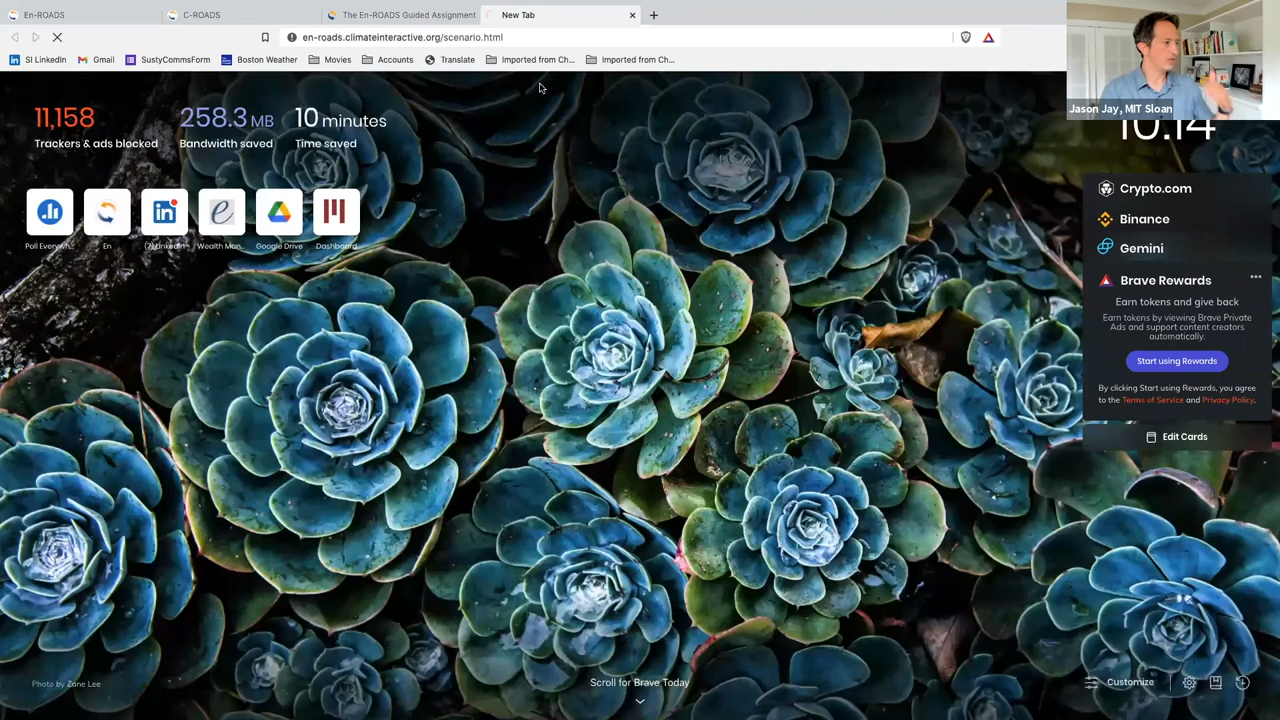 En-ROADS
C-ROADS
The En-ROADS Guided Assignment
New Tab
en-roads.climateinteractive.org/scenario.html
SI LinkedIn
Gmail
SustyCommsForm
Boston Weather
Movies
Accounts
Translate
Imported from Ch...
Imported from Ch...
Jason Jay, MIT Sloan
11,158
Trackers & ads blocked
258.3 MB
Bandwidth saved
10 minutes
Time saved
10:14
Poll Everywh...
En
(2) LinkedIn
Wealth Man...
Google Drive
Dashboard
Crypto.com
Binance
Gemini
Brave Rewards
Earn tokens and give back
Earn tokens by viewing Brave Private
Ads and support content creators
automatically.
Start using Rewards
By clicking Start using Rewards, you agree
to the Terms of Service and Privacy Policy.
Edit Cards
Photo by Zane Lee
Scroll for Brave Today
Customize